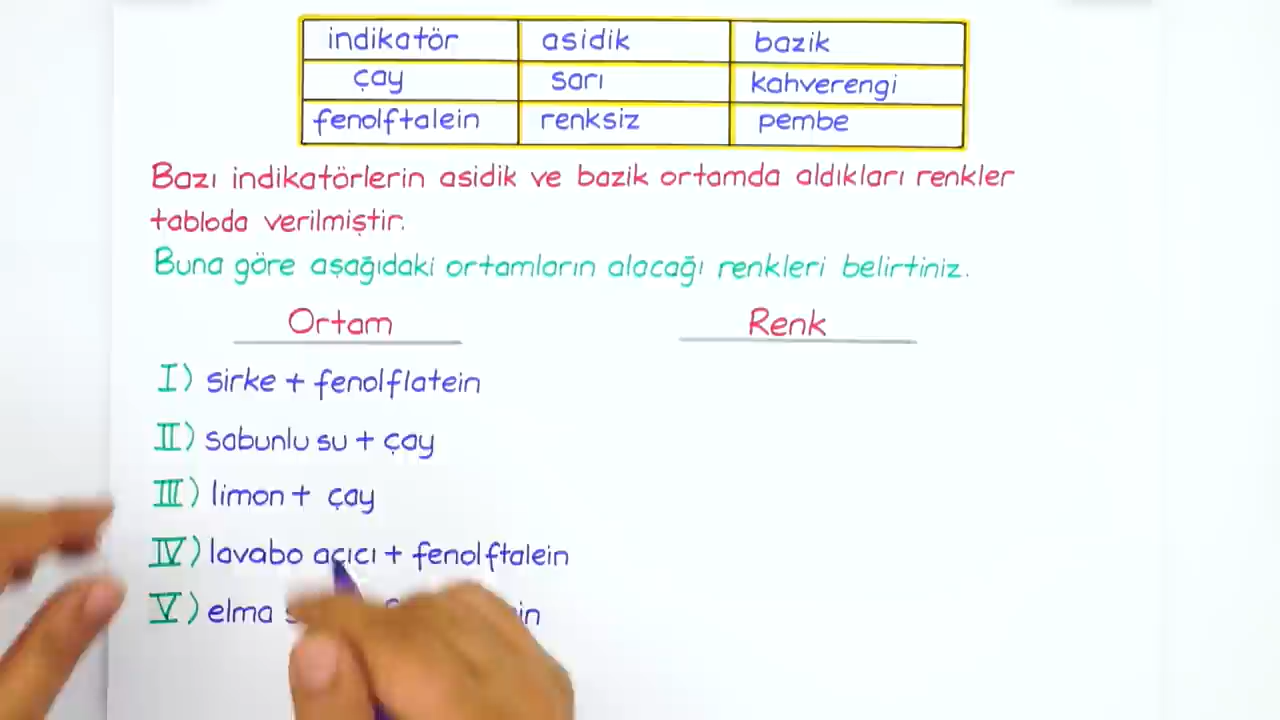 indikatör asidik bazik
çay sarı kahverengi
fenolftalein renksiz pembe
Bazı indikatörlerin asidik ve bazik ortamda aldıkları renkler
tabloda verilmiştir.
Buna göre aşağıdaki ortamların alacağı renkleri belirtiniz.
Ortam Renk
I) sirke + fenolflatein
II) sabunlu su + çay
III) limon + çay
IV) lavabo açıcı + fenolftalein
V) elma